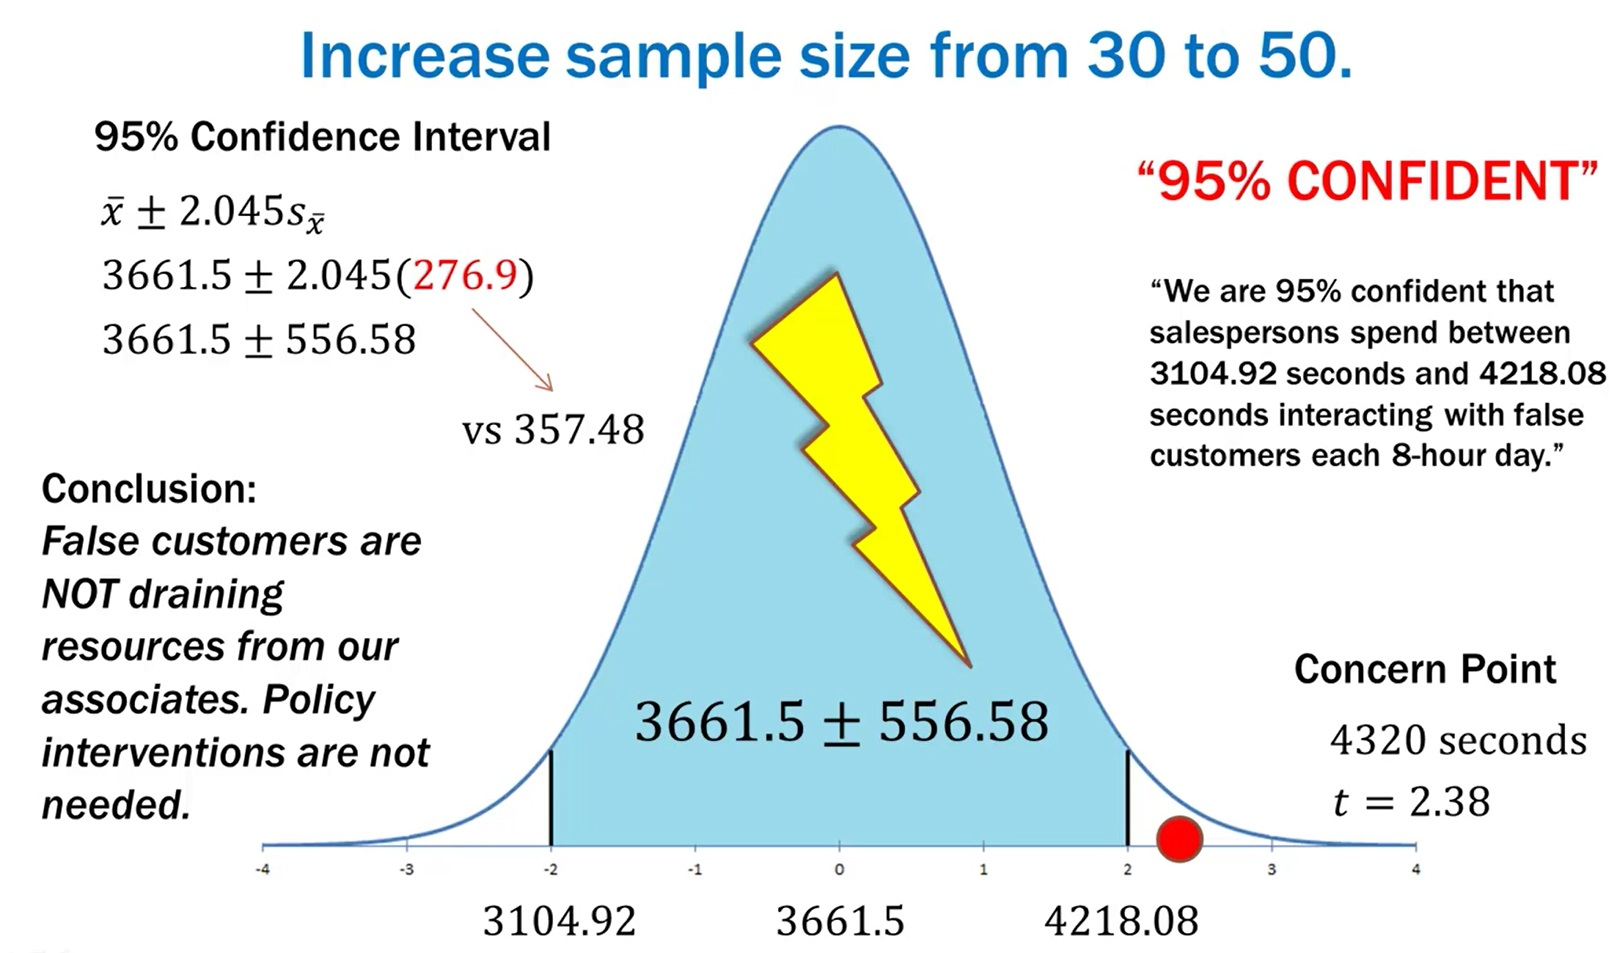 Increase sample size from 30 to 50.
95% Confidence Interval
x̄ ± 2.045sx̄
3661.5 ± 2.045(276.9)
3661.5 ± 556.58
vs 357.48
Conclusion:
False customers are
NOT draining
resources from our
associates. Policy
interventions are not
needed.
“95% CONFIDENT”
“We are 95% confident that
salespersons spend between
3104.92 seconds and 4218.08
seconds interacting with false
customers each 8-hour day.”
Concern Point
4320 seconds
t = 2.38
3661.5 ± 556.58
-4 -3 -2 -1 0 1 2 3 4
3104.92 3661.5 4218.08